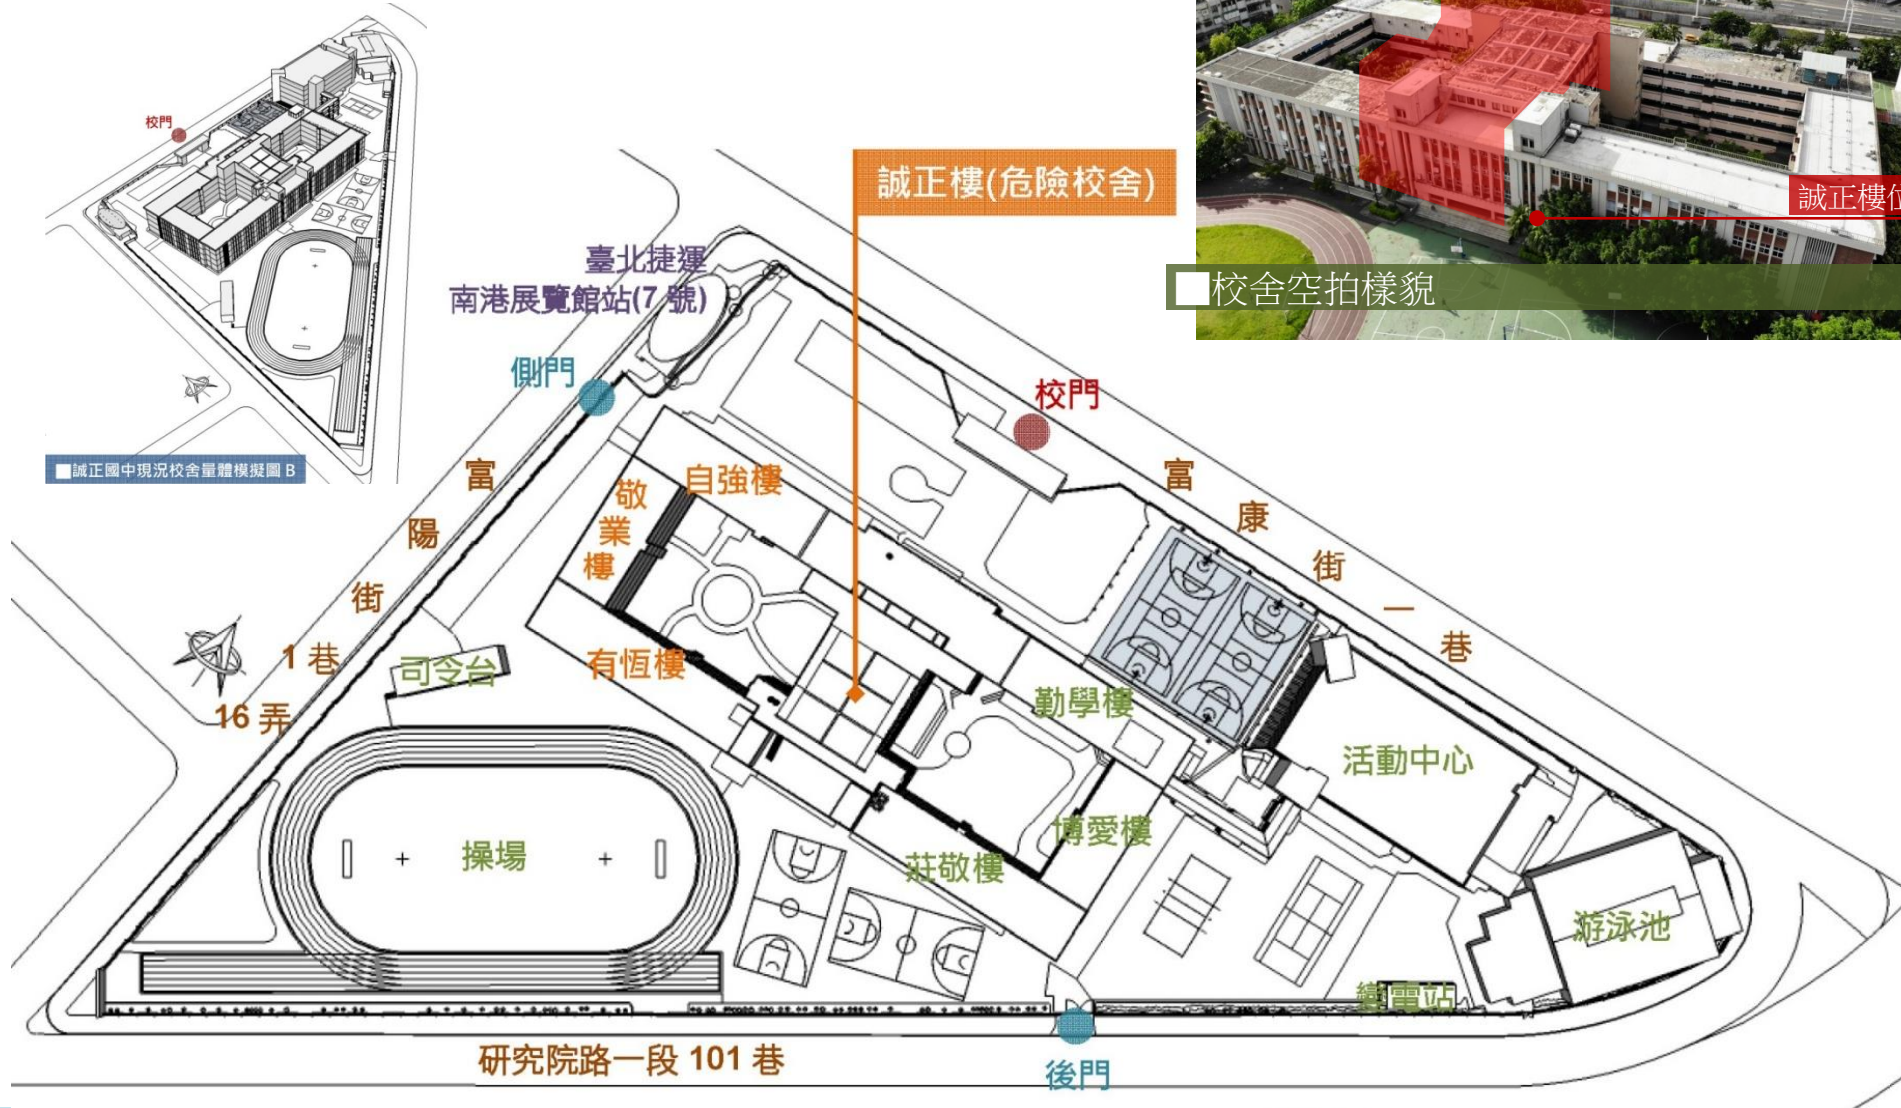 校門
■誠正國中現況校舍量體模擬圖 B
誠正樓(危險校舍)
誠正樓位
■校舍空拍樣貌
臺北捷運
南港展覽館站(7 號)
側門
校門
富陽街
1 巷
16 弄
富康街一巷
自強樓
敬業樓
有恆樓
司令台
勤學樓
活動中心
操場
博愛樓
莊敬樓
游泳池
變電站
研究院路一段 101 巷
後門